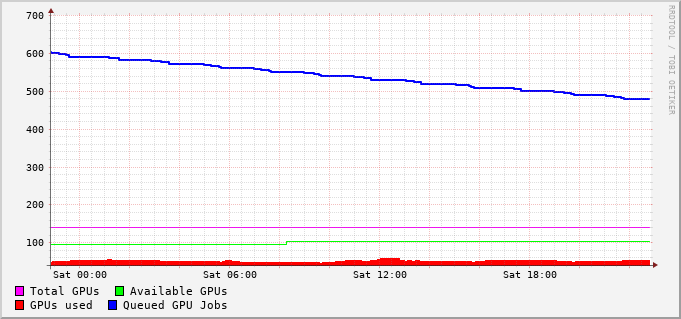 700
600
500
400
300
200
100
Sat 00:00 Sat 06:00 Sat 12:00 Sat 18:00
Total GPUs Available GPUs
GPUs used Queued GPU Jobs
RRDTOOL / TOBI OETIKER